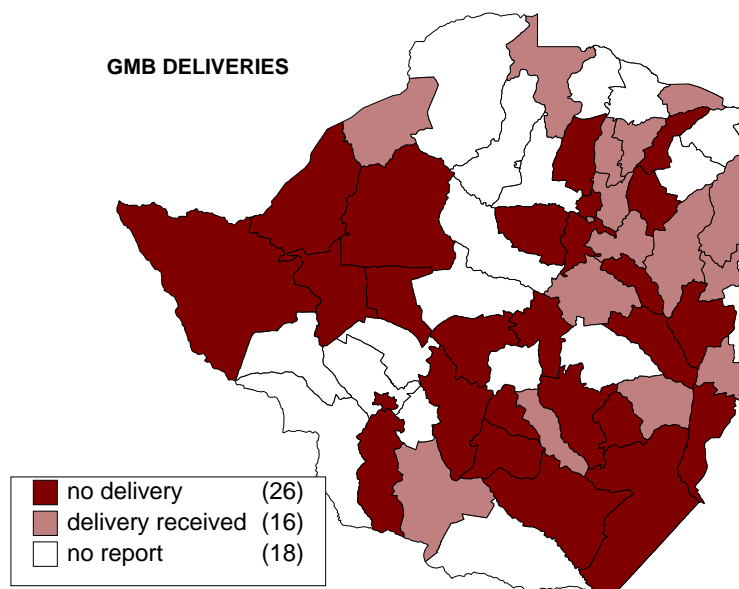 GMB DELIVERIES
no delivery (26)
delivery received (16)
no report (18)